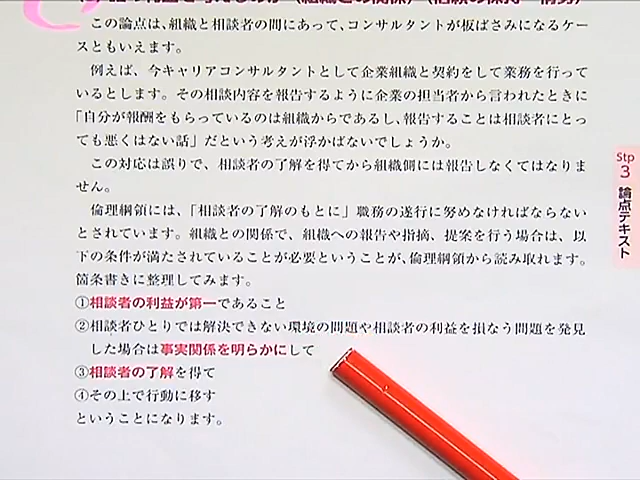 この論点は、組織と相談者の間にあって、コンサルタントが板ばさみになるケー
スともいえます。
例えば、今キャリアコンサルタントとして企業組織と契約をして業務を行って
いるとします。その相談内容を報告するように企業の担当者から言われたときに
「自分が報酬をもらっているのは組織からであるし、報告することは相談者にとっ
ても悪くはない話」だという考えが浮かばないでしょうか。
この対応は誤りで、相談者の了解を得てから組織側には報告しなくてはなりま
せん。
倫理綱領には、「相談者の了解のもとに」職務の遂行に努めなければならない
とされています。組織との関係で、組織への報告や指摘、提案を行う場合は、以
下の条件が満たされていることが必要ということが、倫理綱領から読み取れます。
箇条書きに整理してみます。
①相談者の利益が第一であること
②相談者ひとりでは解決できない環境の問題や相談者の利益を損なう問題を発見
した場合は事実関係を明らかにして
③相談者の了解を得て
④その上で行動に移す
ということになります。
Stp
3
論点テキスト